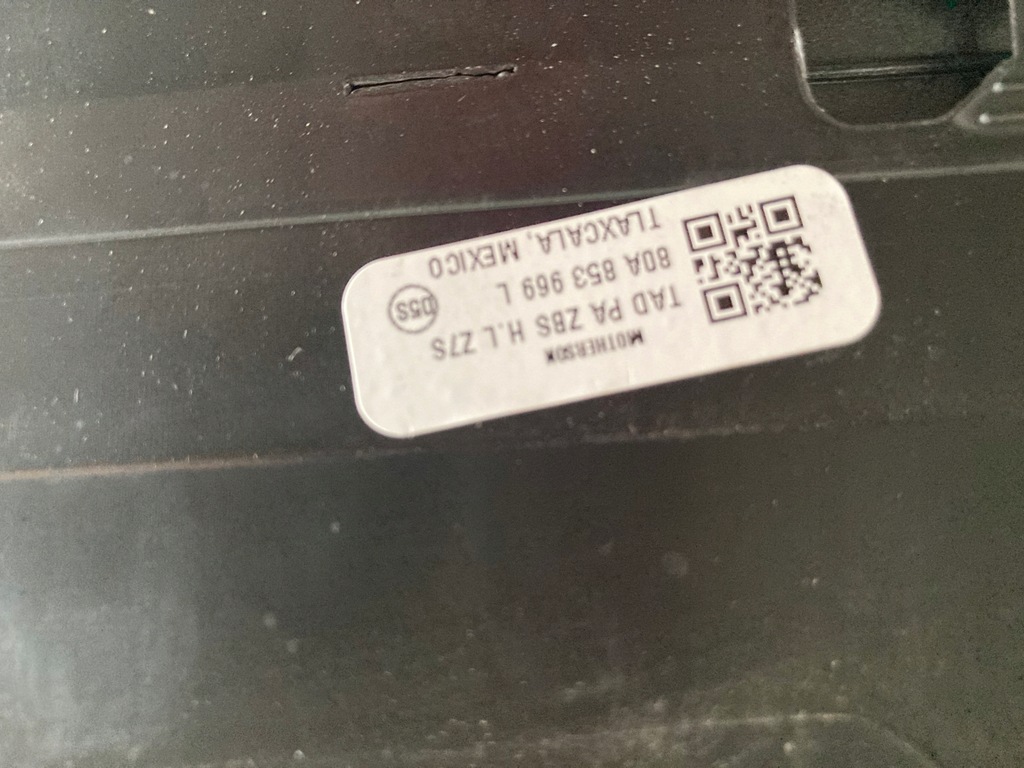 MOTHERSON
TAD PA ZBS H.L Z7S
80A 853 969 L
D5S
TLAXCALA, MEXICO